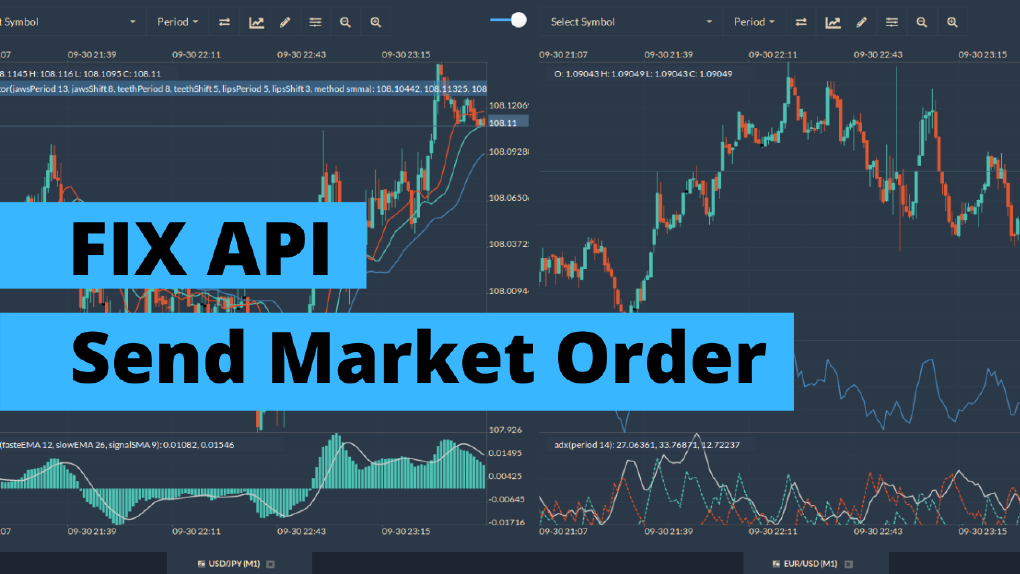 t Symbol
Period
Select Symbol
Period
:07 09-30 21:39 09-30 22:11 09-30 22:43 09-30 23:15
09-30 21:07 09-30 21:39 09-30 22:11 09-30 22:43 09-30 23:15
8.1145 H: 108.116 L: 108.1095 C: 108.11
O: 1.09043 H: 1.09049 L: 1.09043 C: 1.09049
tor(jawsPeriod 13, jawsShift 8, teethPeriod 8, teethShift 5, lipsPeriod 5, lipsShift 3, method smma): 108.10442, 108.11325, 108
108.1206
108.11
108.0928
108.0650
108.0372
108.0094
FIX API
Send Market Order
107.926
(fasteEMA 12, slowEMA 26, signalSMA 9): 0.01082, 0.01546
adx(period 14): 27.06361, 33.76871, 12.72237
0.01495
0.00425
-0.00645
-0.01716
:07 09-30 21:39 09-30 22:11 09-30 22:43 09-30 23:15
09-30 21:07 09-30 21:39 09-30 22:11 09-30 22:43 09-30 23:15
USD/JPY (M1)
EUR/USD (M1)